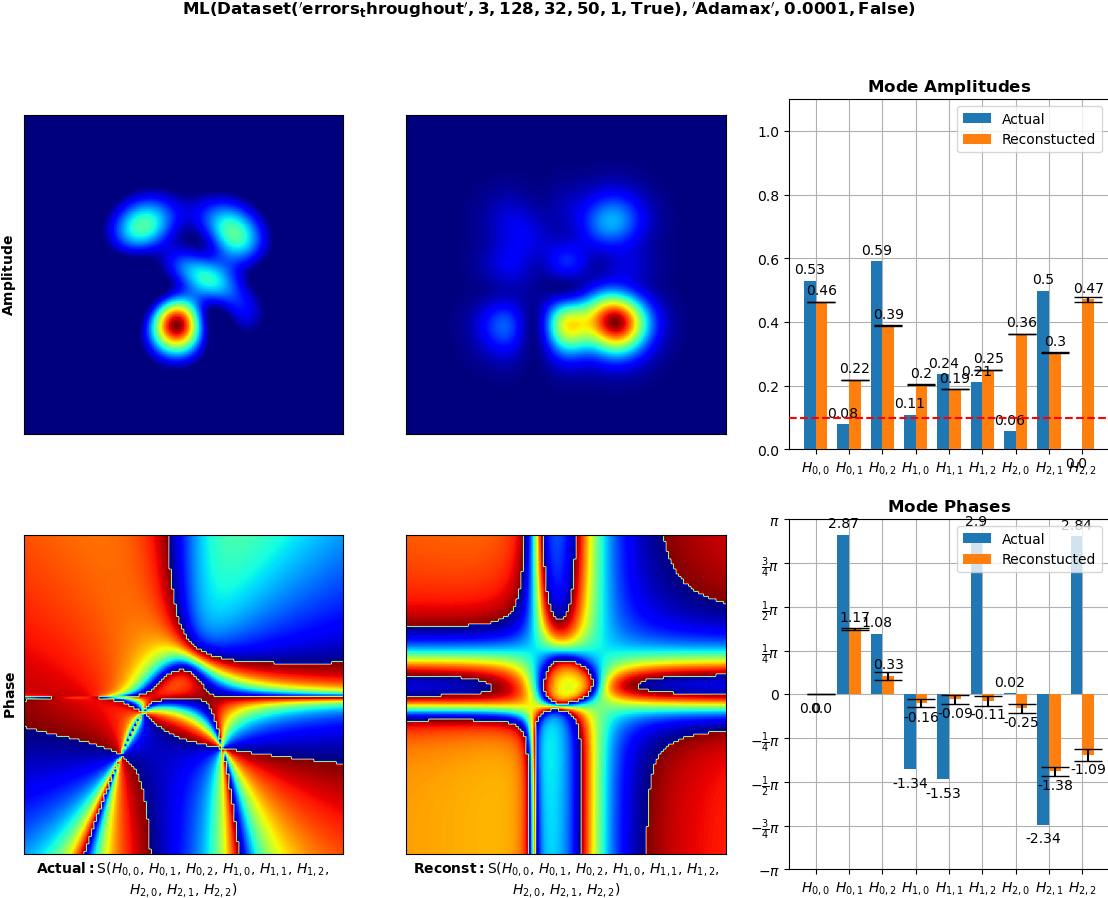 ML(Dataset('errors_throughout', 3, 128, 32, 50, 1, True), 'Adamax', 0.0001, False)
Amplitude
Mode Amplitudes
Actual
Reconstucted
1.0
0.8
0.6
0.4
0.2
0.0
0.53
0.46
0.08
0.22
0.59
0.39
0.11
0.2
0.24
0.19
0.21
0.25
0.06
0.36
0.5
0.3
0.0
0.47
H0,0 H0,1 H0,2 H1,0 H1,1 H1,2 H2,0 H2,1 H2,2
Phase
Actual: S(H0,0, H0,1, H0,2, H1,0, H1,1, H1,2,
H2,0, H2,1, H2,2)
Reconst: S(H0,0, H0,1, H0,2, H1,0, H1,1, H1,2,
H2,0, H2,1, H2,2)
Mode Phases
Actual
Reconstucted
π
3/4π
1/2π
1/4π
0
−1/4π
−1/2π
−3/4π
−π
0.0
0.0
2.87
1.17
1.08
0.33
-1.34
-0.16
-1.53
-0.09
2.9
-0.11
0.02
-0.25
-2.34
-1.38
2.84
-1.09
H0,0 H0,1 H0,2 H1,0 H1,1 H1,2 H2,0 H2,1 H2,2